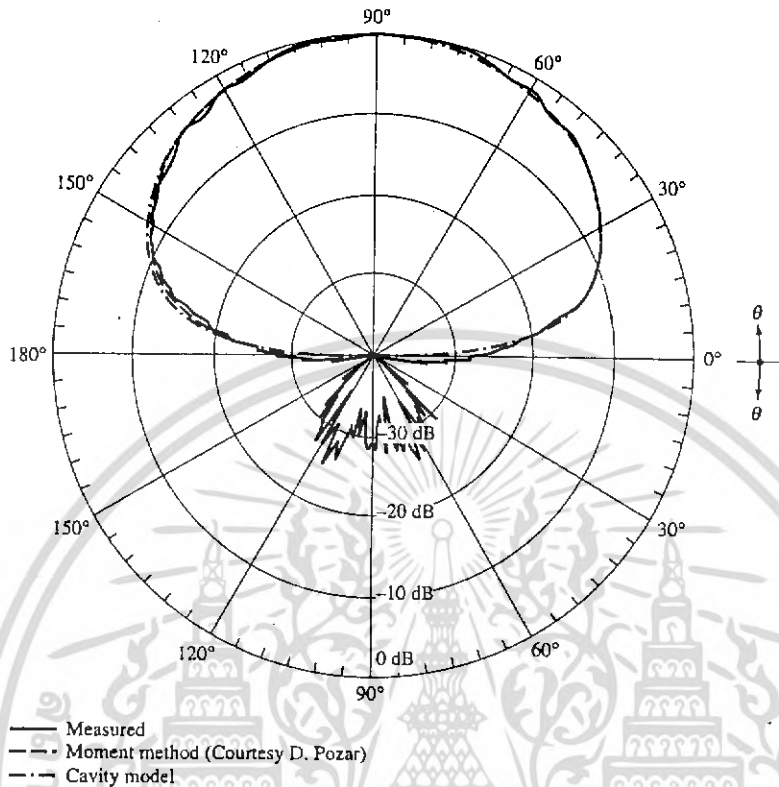 90°
120°
60°
150°
30°
180°
0°
θ
θ
−30 dB
−20 dB
−10 dB
0 dB
150°
30°
120°
60°
90°
Measured
Moment method (Courtesy D. Pozar)
Cavity model